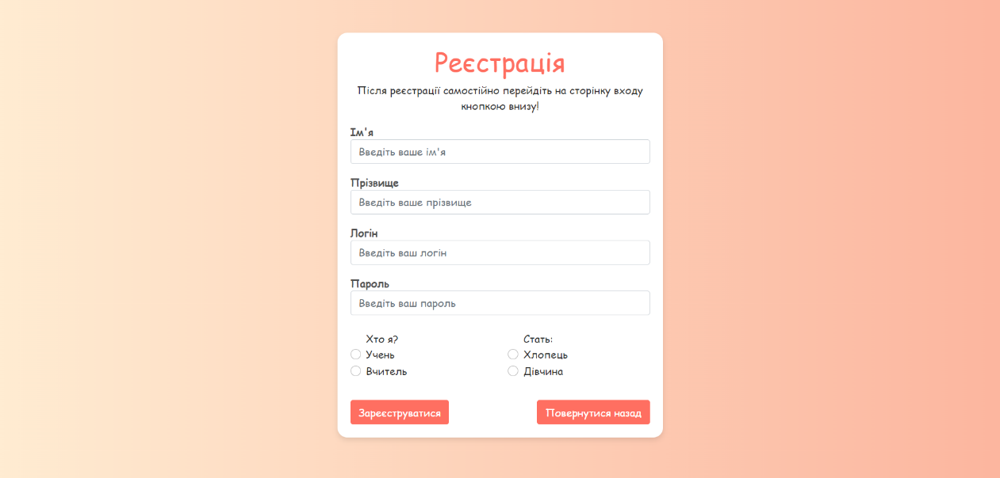 Реєстрація
Після реєстрації самостійно перейдіть на сторінку входу
кнопкою внизу!
Ім'я
Введіть ваше ім'я
Прізвище
Введіть ваше прізвище
Логін
Введіть ваш логін
Пароль
Введіть ваш пароль
Хто я?
Учень
Вчитель
Стать:
Хлопець
Дівчина
Зареєструватися
Повернутися назад